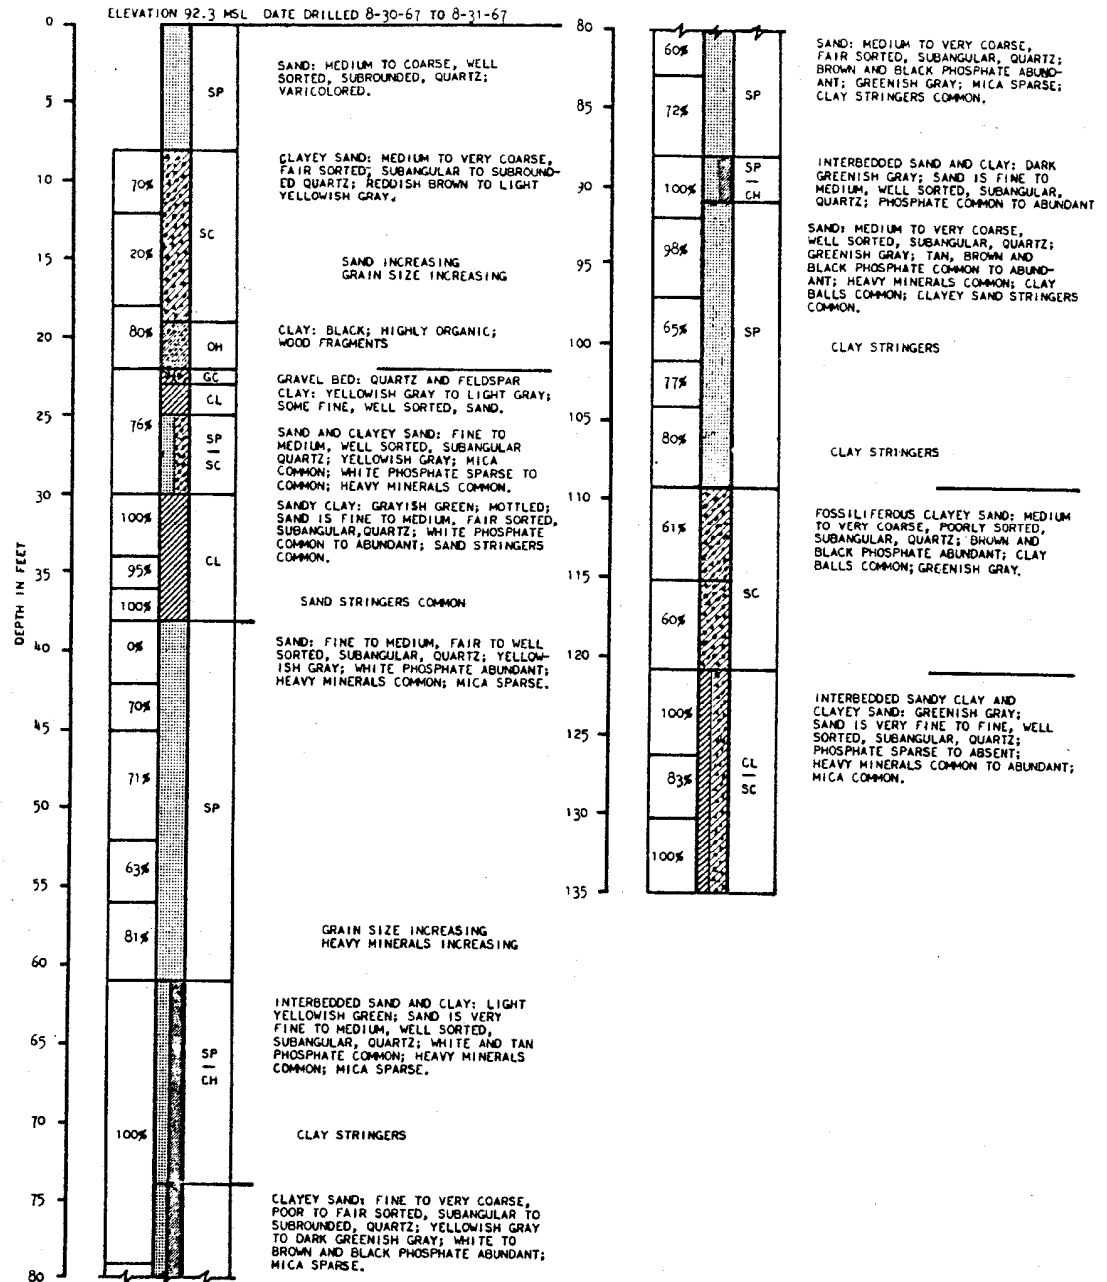 ELEVATION 92.3 MSL DATE DRILLED 8-30-67 TO 8-31-67
DEPTH IN FEET
0
5
10
15
20
25
30
35
40
45
50
55
60
65
70
75
80
70%
20%
80%
76%
100%
95%
100%
0%
70%
71%
63%
81%
100%
SP
SC
OH
GC
CL
SP
SC
CL
SP
SP
CH
SAND: MEDIUM TO COARSE, WELL
SORTED, SUBROUNDED, QUARTZ;
VARICOLORED.
CLAYEY SAND: MEDIUM TO VERY COARSE,
FAIR SORTED, SUBANGULAR TO SUBROUND-
ED QUARTZ; REDDISH BROWN TO LIGHT
YELLOWISH GRAY.
SAND INCREASING
GRAIN SIZE INCREASING
CLAY: BLACK; HIGHLY ORGANIC;
WOOD FRAGMENTS
GRAVEL BED: QUARTZ AND FELDSPAR
CLAY: YELLOWISH GRAY TO LIGHT GRAY;
SOME FINE, WELL SORTED, SAND.
SAND AND CLAYEY SAND: FINE TO
MEDIUM, WELL SORTED, SUBANGULAR
QUARTZ; YELLOWISH GRAY; MICA
COMMON; WHITE PHOSPHATE SPARSE TO
COMMON; HEAVY MINERALS COMMON.
SANDY CLAY: GRAYISH GREEN; MOTTLED;
SAND IS FINE TO MEDIUM, FAIR SORTED,
SUBANGULAR, QUARTZ; WHITE PHOSPHATE
COMMON TO ABUNDANT; SAND STRINGERS
COMMON.
SAND STRINGERS COMMON
SAND: FINE TO MEDIUM, FAIR TO WELL
SORTED, SUBANGULAR, QUARTZ; YELLOW-
ISH GRAY; WHITE PHOSPHATE ABUNDANT;
HEAVY MINERALS COMMON; MICA SPARSE.
GRAIN SIZE INCREASING
HEAVY MINERALS INCREASING
INTERBEDDED SAND AND CLAY: LIGHT
YELLOWISH GREEN; SAND IS VERY
FINE TO MEDIUM, WELL SORTED,
SUBANGULAR, QUARTZ; WHITE AND TAN
PHOSPHATE COMMON; HEAVY MINERALS
COMMON; MICA SPARSE.
CLAY STRINGERS
CLAYEY SAND: FINE TO VERY COARSE,
POOR TO FAIR SORTED, SUBANGULAR TO
SUBROUNDED, QUARTZ; YELLOWISH GRAY
TO DARK GREENISH GRAY; WHITE TO
BROWN AND BLACK PHOSPHATE ABUNDANT;
MICA SPARSE.
80
85
90
95
100
105
110
115
120
125
130
135
60%
72%
100%
98%
65%
77%
80%
61%
60%
100%
83%
100%
SP
SP
CH
SP
SC
CL
SC
SAND: MEDIUM TO VERY COARSE,
FAIR SORTED, SUBANGULAR, QUARTZ;
BROWN AND BLACK PHOSPHATE ABUND-
ANT; GREENISH GRAY; MICA SPARSE;
CLAY STRINGERS COMMON.
INTERBEDDED SAND AND CLAY: DARK
GREENISH GRAY; SAND IS FINE TO
MEDIUM, WELL SORTED, SUBANGULAR,
QUARTZ; PHOSPHATE COMMON TO ABUNDANT
SAND: MEDIUM TO VERY COARSE,
WELL SORTED, SUBANGULAR, QUARTZ;
GREENISH GRAY; TAN, BROWN AND
BLACK PHOSPHATE COMMON TO ABUND-
ANT; HEAVY MINERALS COMMON; CLAY
BALLS COMMON; CLAYEY SAND STRINGERS
COMMON.
CLAY STRINGERS
CLAY STRINGERS
FOSSILIFEROUS CLAYEY SAND: MEDIUM
TO VERY COARSE, POORLY SORTED,
SUBANGULAR, QUARTZ; BROWN AND
BLACK PHOSPHATE ABUNDANT; CLAY
BALLS COMMON; GREENISH GRAY.
INTERBEDDED SANDY CLAY AND
CLAYEY SAND: GREENISH GRAY;
SAND IS VERY FINE TO FINE, WELL
SORTED, SUBANGULAR, QUARTZ;
PHOSPHATE SPARSE TO ABSENT;
HEAVY MINERALS COMMON TO ABUNDANT;
MICA COMMON.